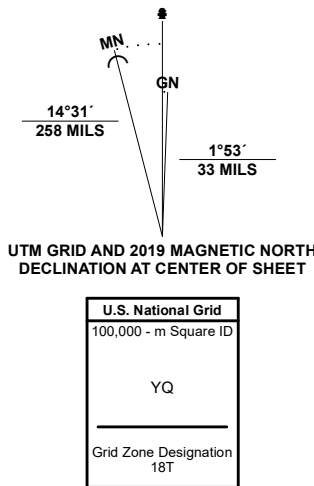 MN
GN
14°31´
258 MILS
1°53´
33 MILS
UTM GRID AND 2019 MAGNETIC NORTH
DECLINATION AT CENTER OF SHEET
U.S. National Grid
100,000 - m Square ID
YQ
Grid Zone Designation
18T